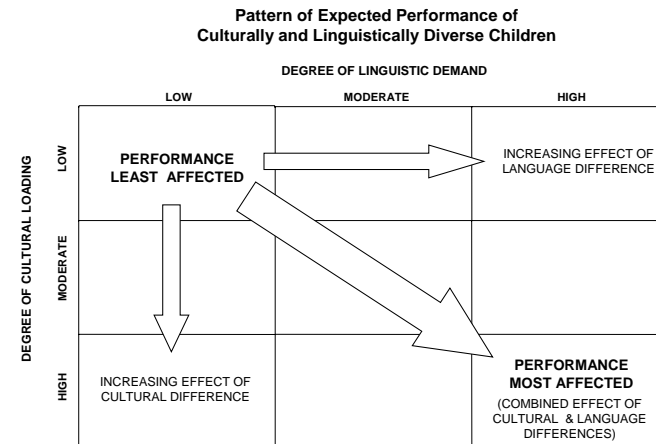 Pattern of Expected Performance of
Culturally and Linguistically Diverse Children
DEGREE OF LINGUISTIC DEMAND
LOW MODERATE HIGH
DEGREE OF CULTURAL LOADING
LOW
PERFORMANCE
LEAST AFFECTED
INCREASING EFFECT OF
LANGUAGE DIFFERENCE
MODERATE
HIGH
INCREASING EFFECT OF
CULTURAL DIFFERENCE
PERFORMANCE
MOST AFFECTED
(COMBINED EFFECT OF
CULTURAL & LANGUAGE
DIFFERENCES)